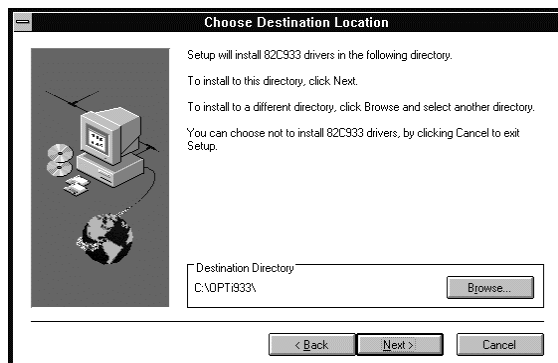 Choose Destination Location
Setup will install 82C933 drivers in the following directory.
To install to this directory, click Next.
To install to a different directory, click Browse and select another directory.
You can choose not to install 82C933 drivers, by clicking Cancel to exit
Setup.
Destination Directory
C:\OPTi933\
Browse...
< Back
Next >
Cancel